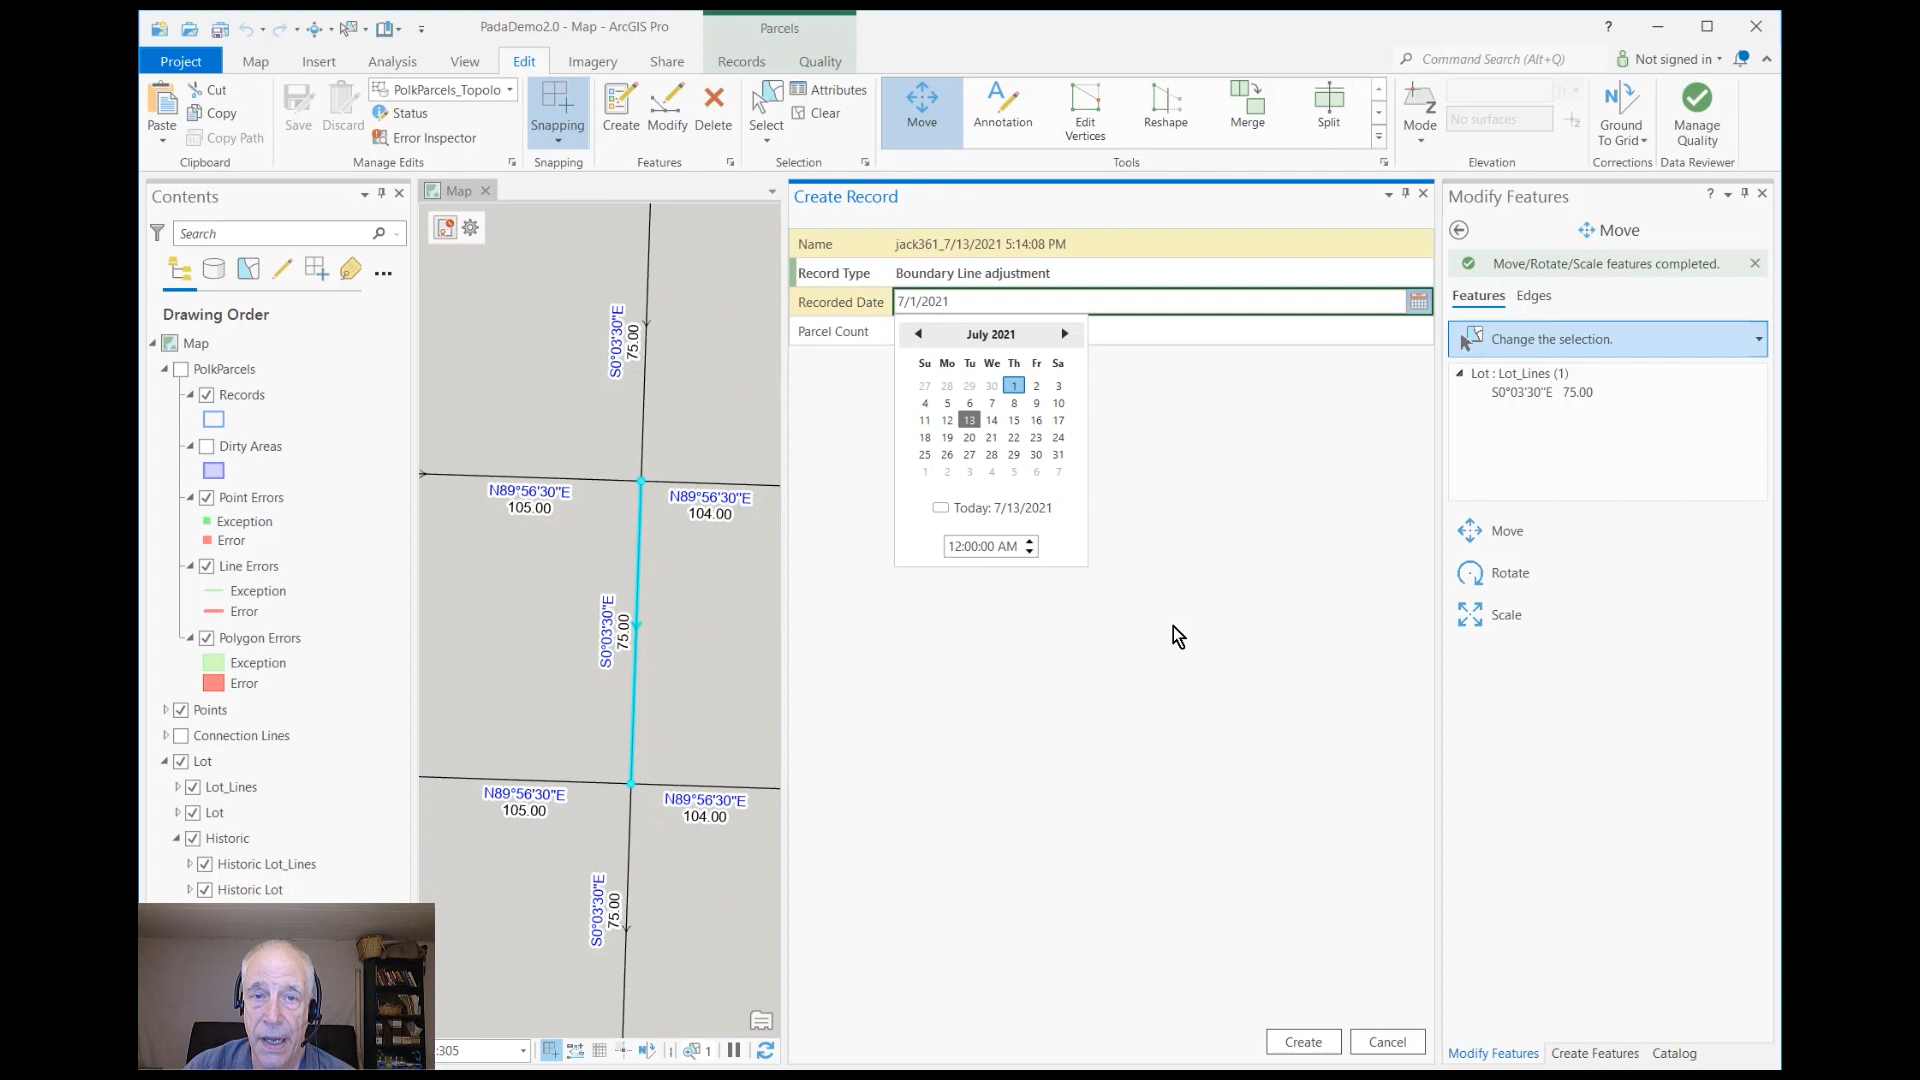 PadaDemo2.0 - Map - ArcGIS Pro
Parcels
?
Project
Map
Insert
Analysis
View
Edit
Imagery
Share
Records
Quality
Command Search (Alt+Q)
Not signed in
Paste
Cut
Copy
Copy Path
Clipboard
Save
Discard
PolkParcels_Topolo
Status
Error Inspector
Manage Edits
Snapping
Snapping
Create
Modify
Delete
Features
Select
Attributes
Clear
Selection
Move
Annotation
Edit
Vertices
Reshape
Merge
Split
Tools
Mode
ft
No surfaces
Elevation
Ground
To Grid
Corrections
Manage
Quality
Data Reviewer
Contents
Search
Drawing Order
Map
PolkParcels
Records
Dirty Areas
Point Errors
Exception
Error
Line Errors
Exception
Error
Polygon Errors
Exception
Error
Points
Connection Lines
Lot
Lot_Lines
Lot
Historic
Historic Lot_Lines
Historic Lot
Map
S0°03'30"E
75.00
N89°56'30"E
105.00
N89°56'30"E
104.00
S0°03'30"E
75.00
N89°56'30"E
105.00
N89°56'30"E
104.00
S0°03'30"E
75.00
:305
1
Create Record
Name jack361_7/13/2021 5:14:08 PM
Record Type Boundary Line adjustment
Recorded Date 7/1/2021
Parcel Count
July 2021
Su Mo Tu We Th Fr Sa
27 28 29 30 1 2 3
4 5 6 7 8 9 10
11 12 13 14 15 16 17
18 19 20 21 22 23 24
25 26 27 28 29 30 31
1 2 3 4 5 6 7
Today: 7/13/2021
12:00:00 AM
Create
Cancel
Modify Features
?
Move
Move/Rotate/Scale features completed.
Features
Edges
Change the selection.
Lot : Lot_Lines (1)
S0°03'30"E 75.00
Move
Rotate
Scale
Modify Features
Create Features
Catalog